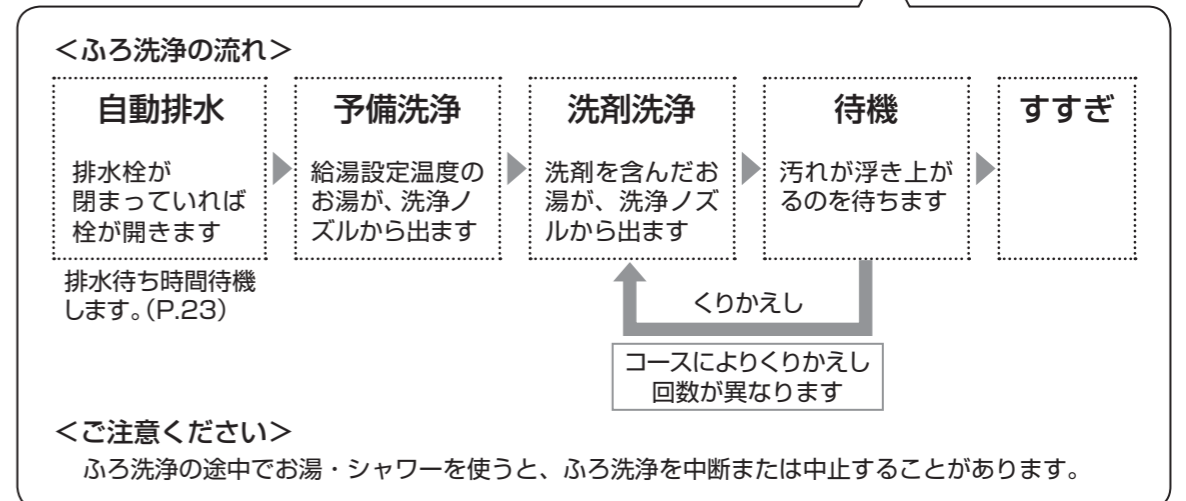 ＜ふろ洗浄の流れ＞
自動排水
排水栓が
閉まっていれば
栓が開きます
排水待ち時間待機
します。(P.23)
予備洗浄
給湯設定温度の
お湯が、洗浄ノ
ズルから出ます
洗剤洗浄
洗剤を含んだお
湯が、洗浄ノズ
ルから出ます
待機
汚れが浮き上が
るのを待ちます
すすぎ
くりかえし
コースによりくりかえし
回数が異なります
＜ご注意ください＞
ふろ洗浄の途中でお湯・シャワーを使うと、ふろ洗浄を中断または中止することがあります。